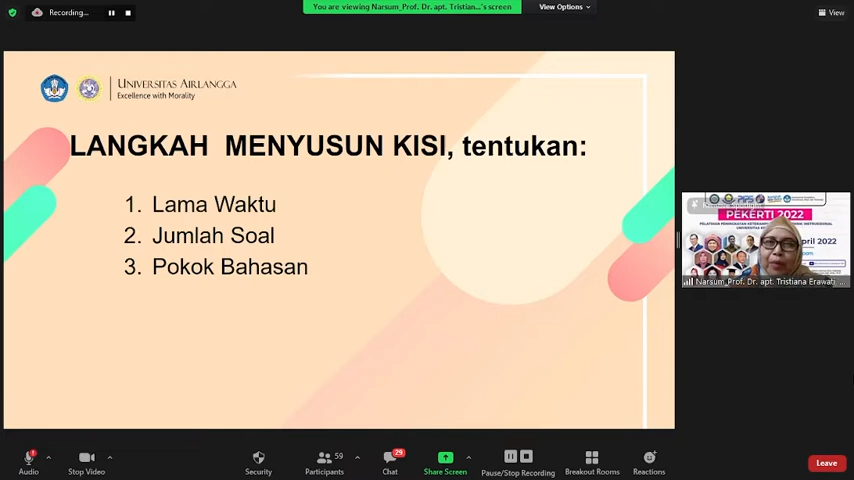 Recording...
You are viewing Narsum_Prof. Dr. apt. Tristian...'s screen
View Options
View
UNIVERSITAS AIRLANGGA
Excellence with Morality
LANGKAH MENYUSUN KISI, tentukan:
1. Lama Waktu
2. Jumlah Soal
3. Pokok Bahasan
PEKERTI 2022
April 2022
Narsum_Prof. Dr. apt. Tristiana Erawati, ...
Audio
Stop Video
Security
59
Participants
29
Chat
Share Screen
Pause/Stop Recording
Breakout Rooms
Reactions
Leave